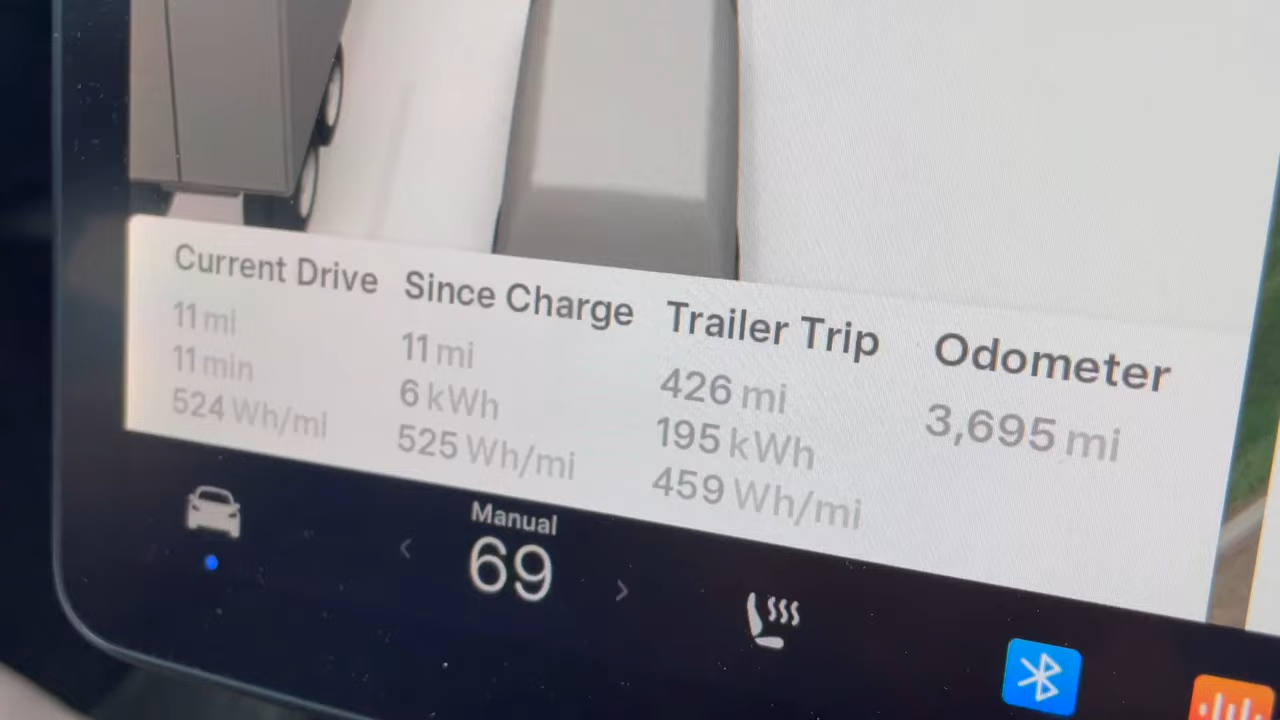 Current Drive
11 mi
11 min
524 Wh/mi
Since Charge
11 mi
6 kWh
525 Wh/mi
Trailer Trip
426 mi
195 kWh
459 Wh/mi
Odometer
3,695 mi
Manual
69